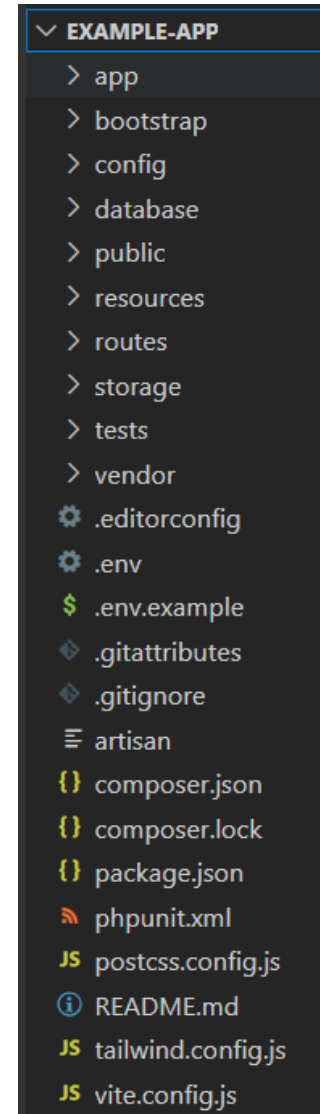 EXAMPLE-APP
app
bootstrap
config
database
public
resources
routes
storage
tests
vendor
.editorconfig
.env
$ .env.example
.gitattributes
.gitignore
artisan
{} composer.json
{} composer.lock
{} package.json
phpunit.xml
JS postcss.config.js
README.md
JS tailwind.config.js
JS vite.config.js